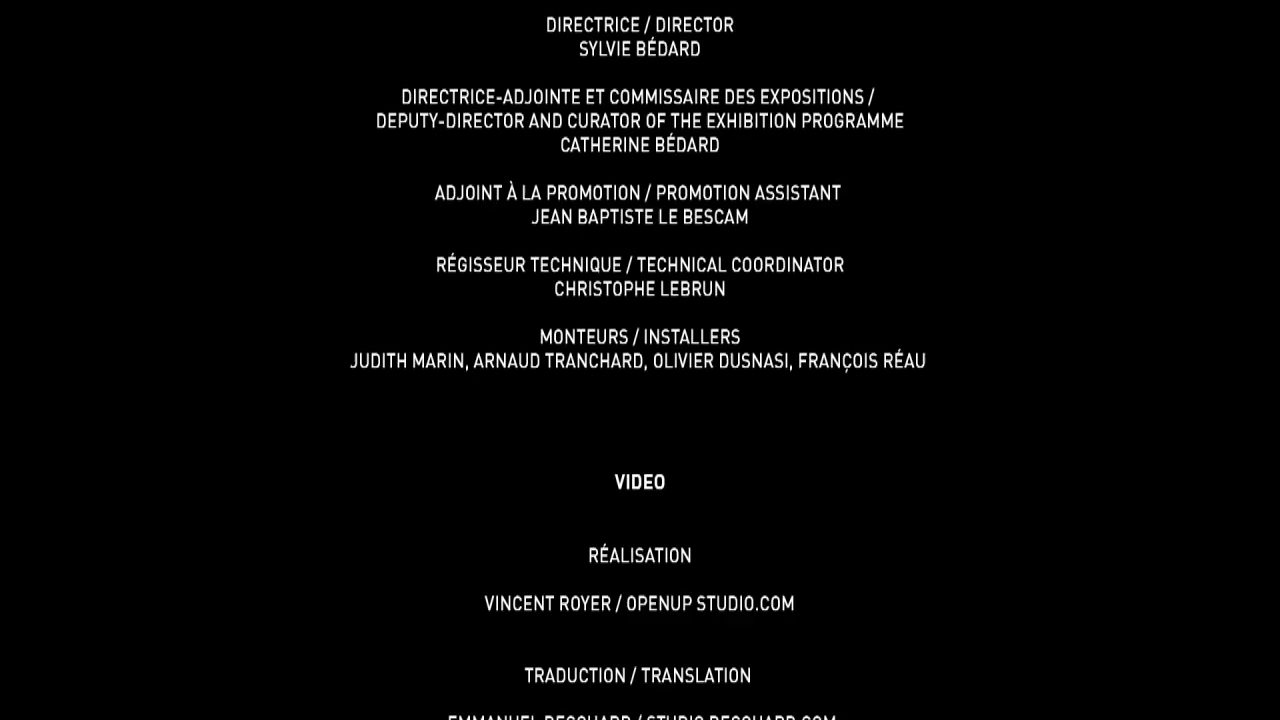 DIRECTRICE / DIRECTOR
SYLVIE BÉDARD
DIRECTRICE-ADJOINTE ET COMMISSAIRE DES EXPOSITIONS /
DEPUTY-DIRECTOR AND CURATOR OF THE EXHIBITION PROGRAMME
CATHERINE BÉDARD
ADJOINT À LA PROMOTION / PROMOTION ASSISTANT
JEAN BAPTISTE LE BESCAM
RÉGISSEUR TECHNIQUE / TECHNICAL COORDINATOR
CHRISTOPHE LEBRUN
MONTEURS / INSTALLERS
JUDITH MARIN, ARNAUD TRANCHARD, OLIVIER DUSNASI, FRANÇOIS RÉAU
VIDEO
RÉALISATION
VINCENT ROYER / OPENUP STUDIO.COM
TRADUCTION / TRANSLATION
EMMANUEL